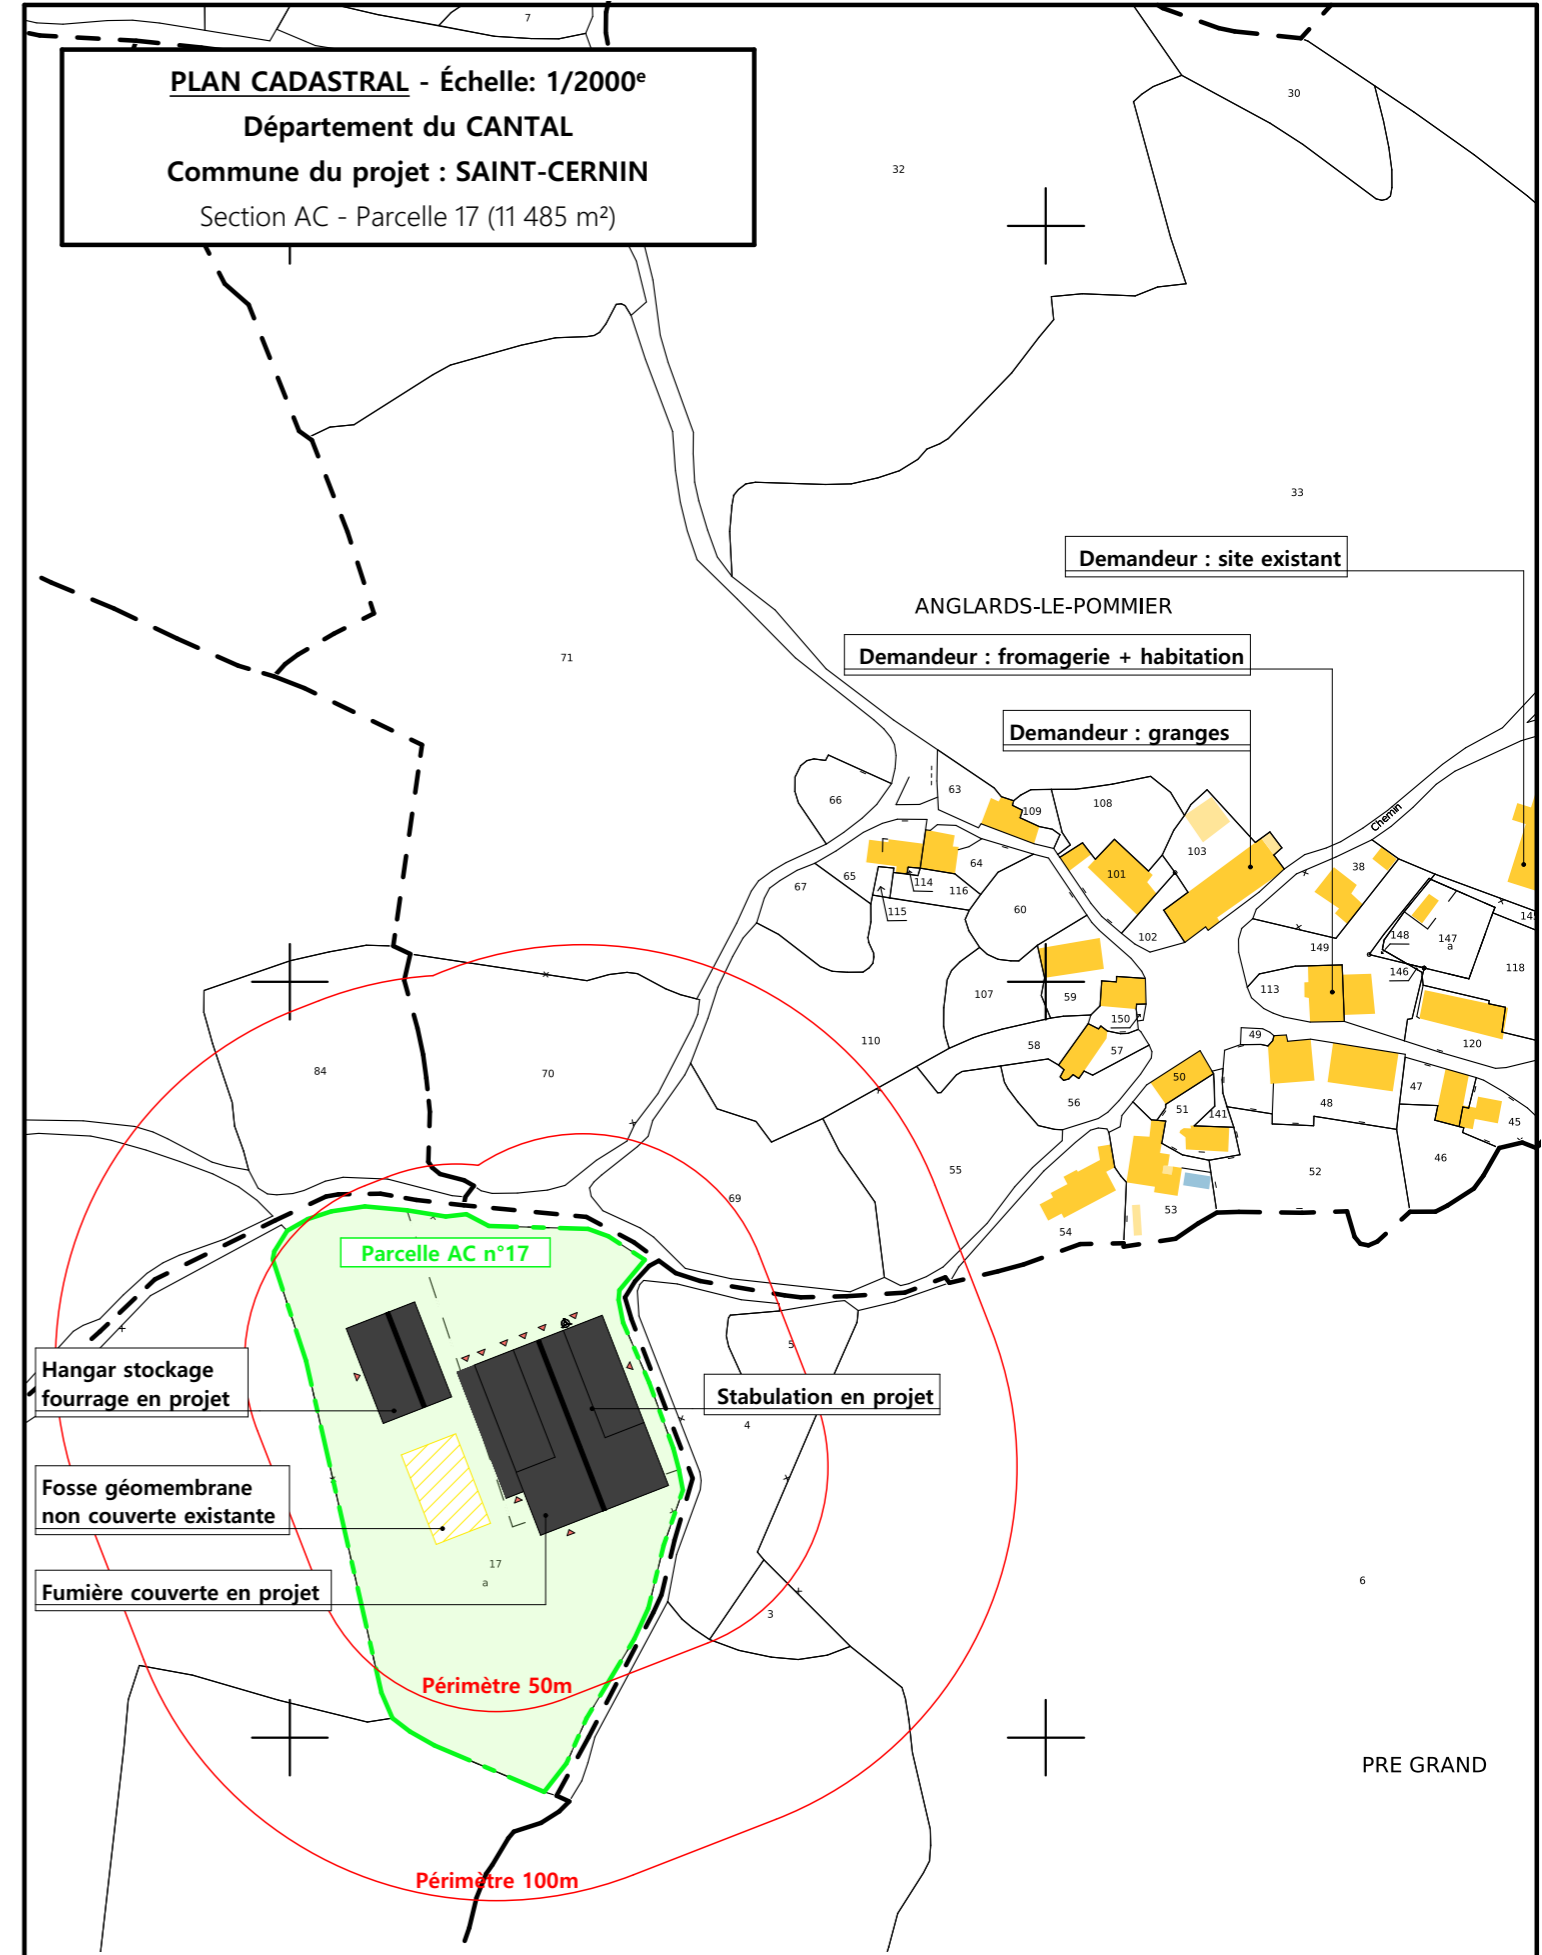 7
PLAN CADASTRAL - Échelle: 1/2000ᵉ
Département du CANTAL
Commune du projet : SAINT-CERNIN
Section AC - Parcelle 17 (11 485 m²)
30
32
33
Demandeur : site existant
ANGLARDS-LE-POMMIER
Demandeur : fromagerie + habitation
71
Demandeur : granges
63
66
109
108
Chemin
103
38
65
64
67
114
116
101
115
60
145
102
148
147
a
149
118
146
113
107
59
150
49
120
110
58
57
84
70
50
47
56
51
141
48
45
55
52
46
69
53
54
Parcelle AC n°17
5
Hangar stockage
fourrage en projet
Stabulation en projet
4
Fosse géomembrane
non couverte existante
17
a
Fumière couverte en projet
6
3
Périmètre 50m
PRE GRAND
Périmètre 100m